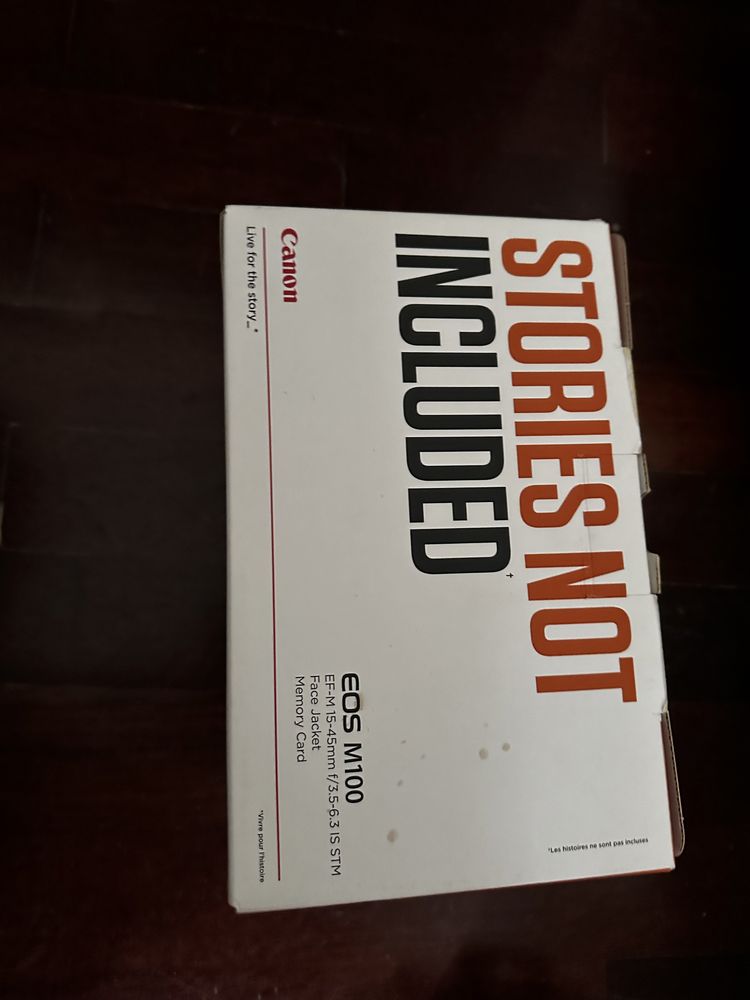 STORIES NOT
INCLUDED†
†Les histoires ne sont pas incluses
EOS M100
EF-M 15-45mm f/3.5-6.3 IS STM
Face Jacket
Memory Card
Canon
Live for the story_*
*Vivre pour l'histoire